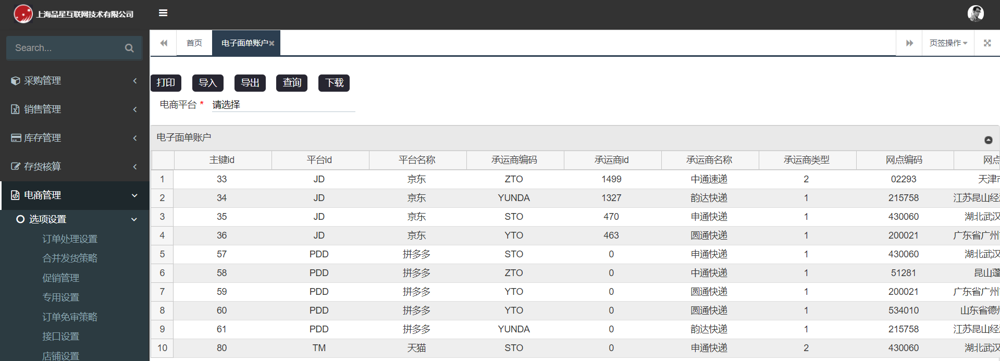 上海品星互联网技术有限公司
Search...
采购管理
销售管理
库存管理
存货核算
电商管理
选项设置
订单处理设置
合并发货策略
促销管理
专用设置
订单免审策略
接口设置
店铺设置
首页 电子面单账户 页签操作
打印 导入 导出 查询 下载
电商平台 * 请选择
电子面单账户
主键id 平台id 平台名称 承运商编码 承运商id 承运商名称 承运商类型 网点编码 网点
1 33 JD 京东 ZTO 1499 中通速递 2 02293 天津市
2 34 JD 京东 YUNDA 1327 韵达快递 1 215758 江苏昆山经
3 35 JD 京东 STO 470 申通快递 1 430060 湖北武汉
4 36 JD 京东 YTO 463 圆通快递 1 200021 广东省广州
5 57 PDD 拼多多 STO 0 申通快递 1 430060 湖北武汉
6 58 PDD 拼多多 ZTO 0 中通快递 1 51281 昆山蓬
7 59 PDD 拼多多 YTO 0 圆通快递 1 200021 广东省广州
8 60 PDD 拼多多 YTO 0 圆通快递 1 534010 山东省德州
9 61 PDD 拼多多 YUNDA 0 韵达快递 1 215758 江苏昆山经
10 80 TM 天猫 STO 0 申通快递 2 430060 湖北武汉